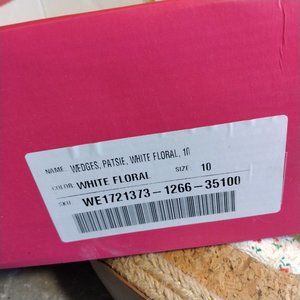 NAME: WEDGES, PATSIE, WHITE FLORAL, 10
COLOR: WHITE FLORAL SIZE: 10
SKU: WE1721373-1266-35100